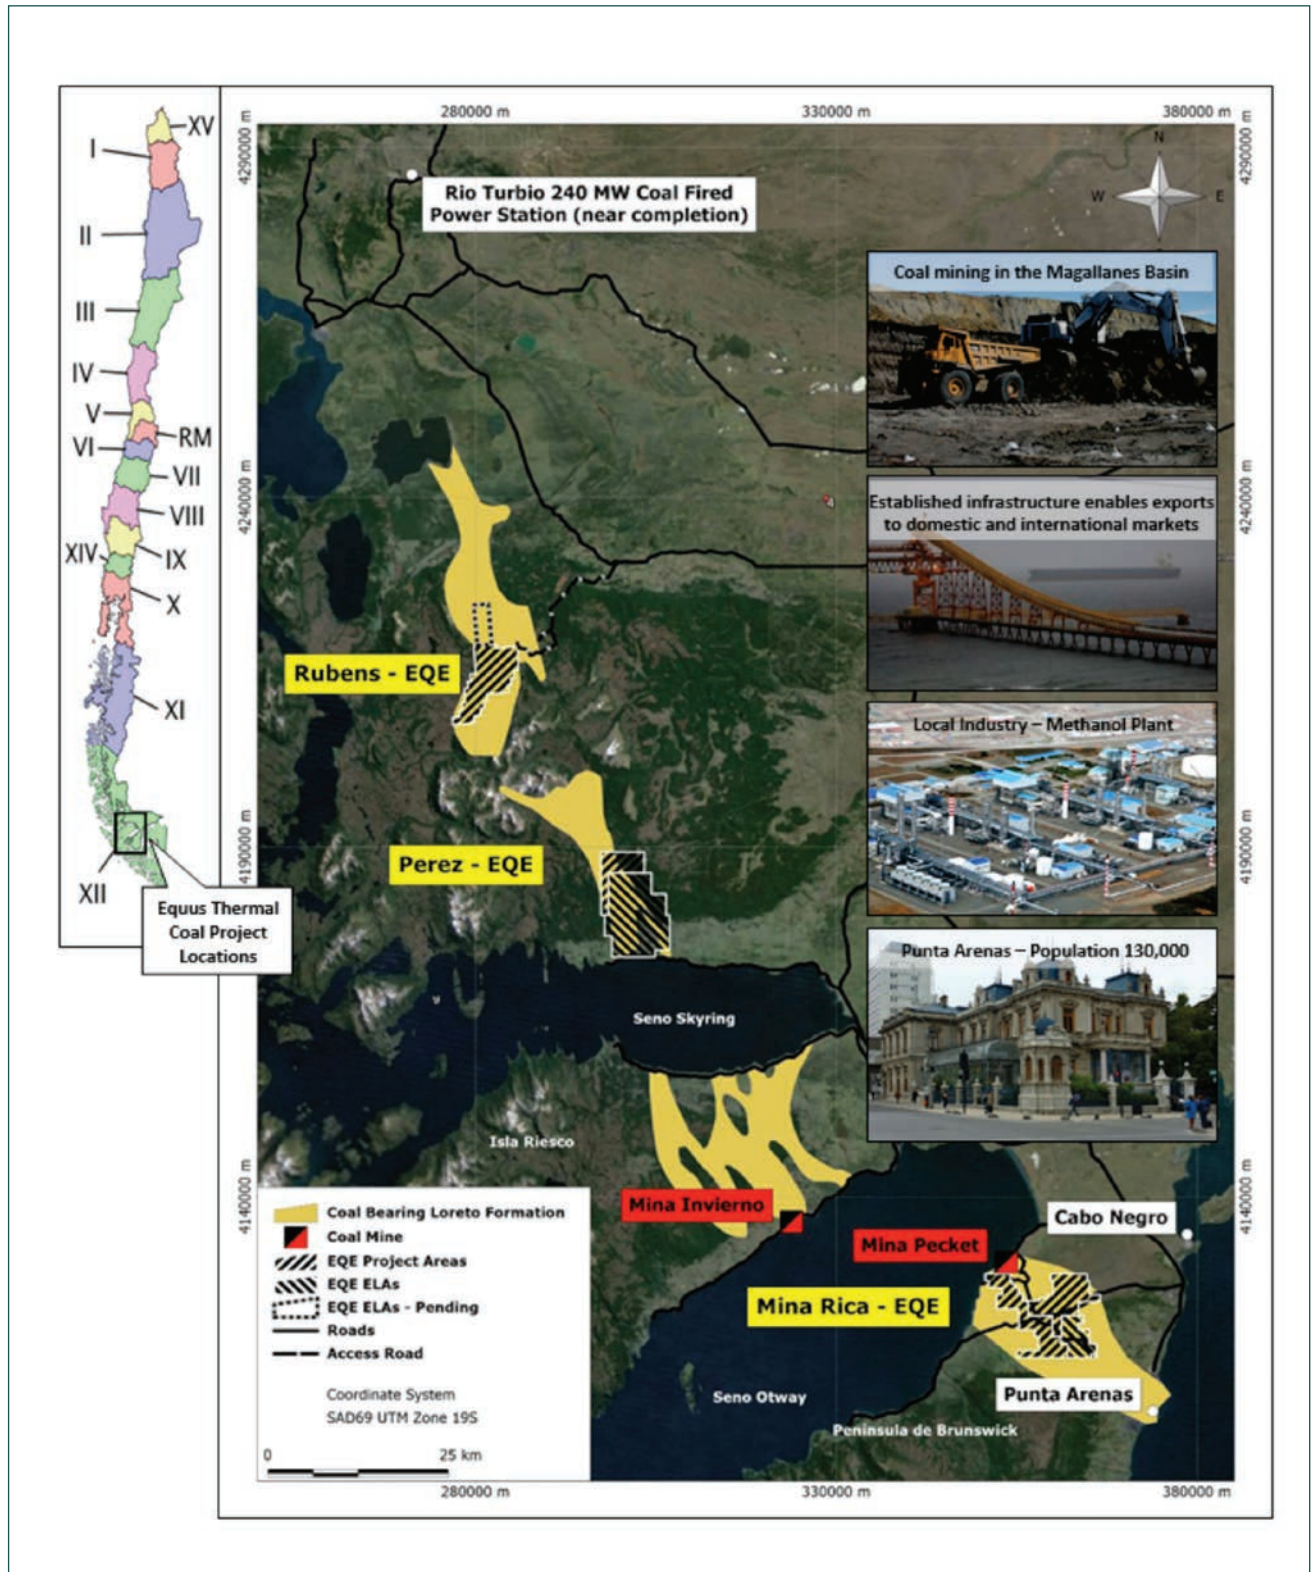 XV
I
II
III
IV
V
RM
VI
VII
VIII
XIV
IX
X
XI
XII
Equus Thermal
Coal Project
Locations
280000 m
330000 m
380000 m
4290000 m
4290000 m
N
W
E
Rio Turbio 240 MW Coal Fired
Power Station (near completion)
Coal mining in the Magallanes Basin
4240000 m
4240000 m
Established infrastructure enables exports
to domestic and international markets
Rubens - EQE
Local Industry – Methanol Plant
Perez - EQE
4190000 m
4190000 m
Punta Arenas – Population 130,000
Seno Skyring
Isla Riesco
4140000 m
4140000 m
Mina Invierno
Cabo Negro
Mina Pecket
Mina Rica - EQE
Punta Arenas
Seno Otway
Peninsula de Brunswick
Coal Bearing Loreto Formation
Coal Mine
EQE Project Areas
EQE ELAs
EQE ELAs - Pending
Roads
Access Road
Coordinate System
SAD69 UTM Zone 19S
0
25 km
280000 m
330000 m
380000 m